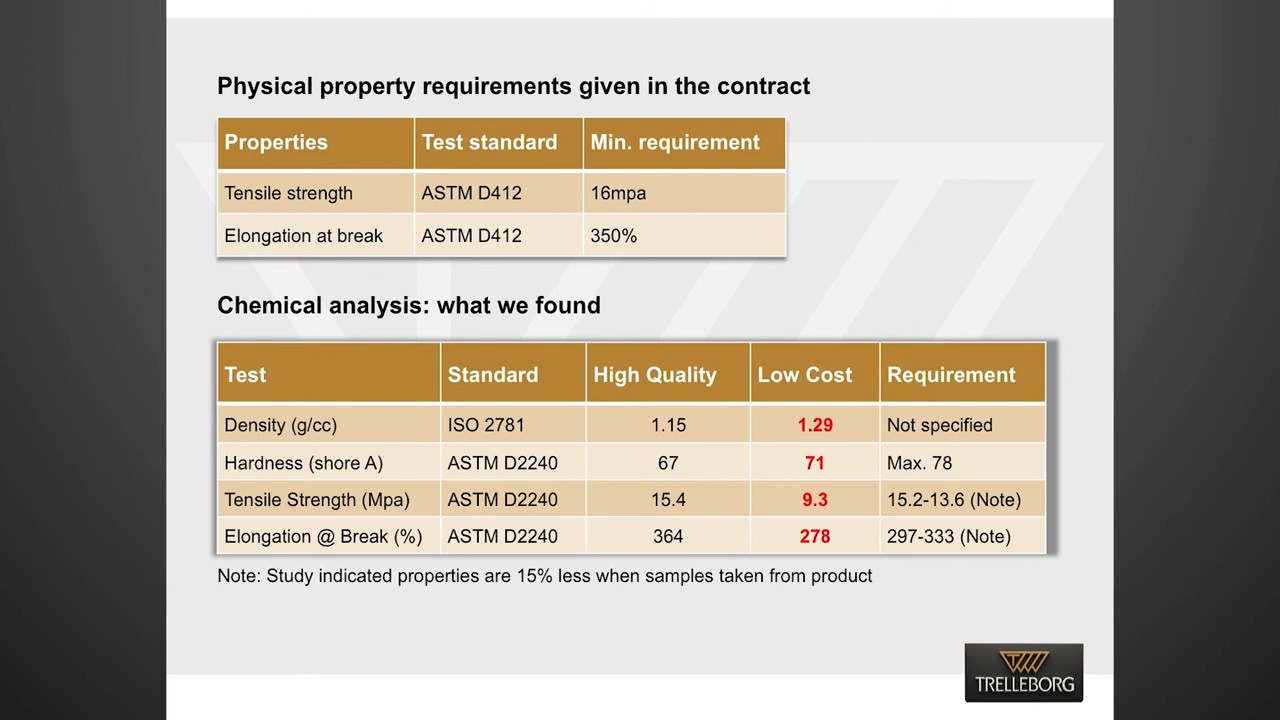 Physical property requirements given in the contract
Properties Test standard Min. requirement
Tensile strength ASTM D412 16mpa
Elongation at break ASTM D412 350%
Chemical analysis: what we found
Test Standard High Quality Low Cost Requirement
Density (g/cc) ISO 2781 1.15 1.29 Not specified
Hardness (shore A) ASTM D2240 67 71 Max. 78
Tensile Strength (Mpa) ASTM D2240 15.4 9.3 15.2-13.6 (Note)
Elongation @ Break (%) ASTM D2240 364 278 297-333 (Note)
Note: Study indicated properties are 15% less when samples taken from product
TRELLEBORG